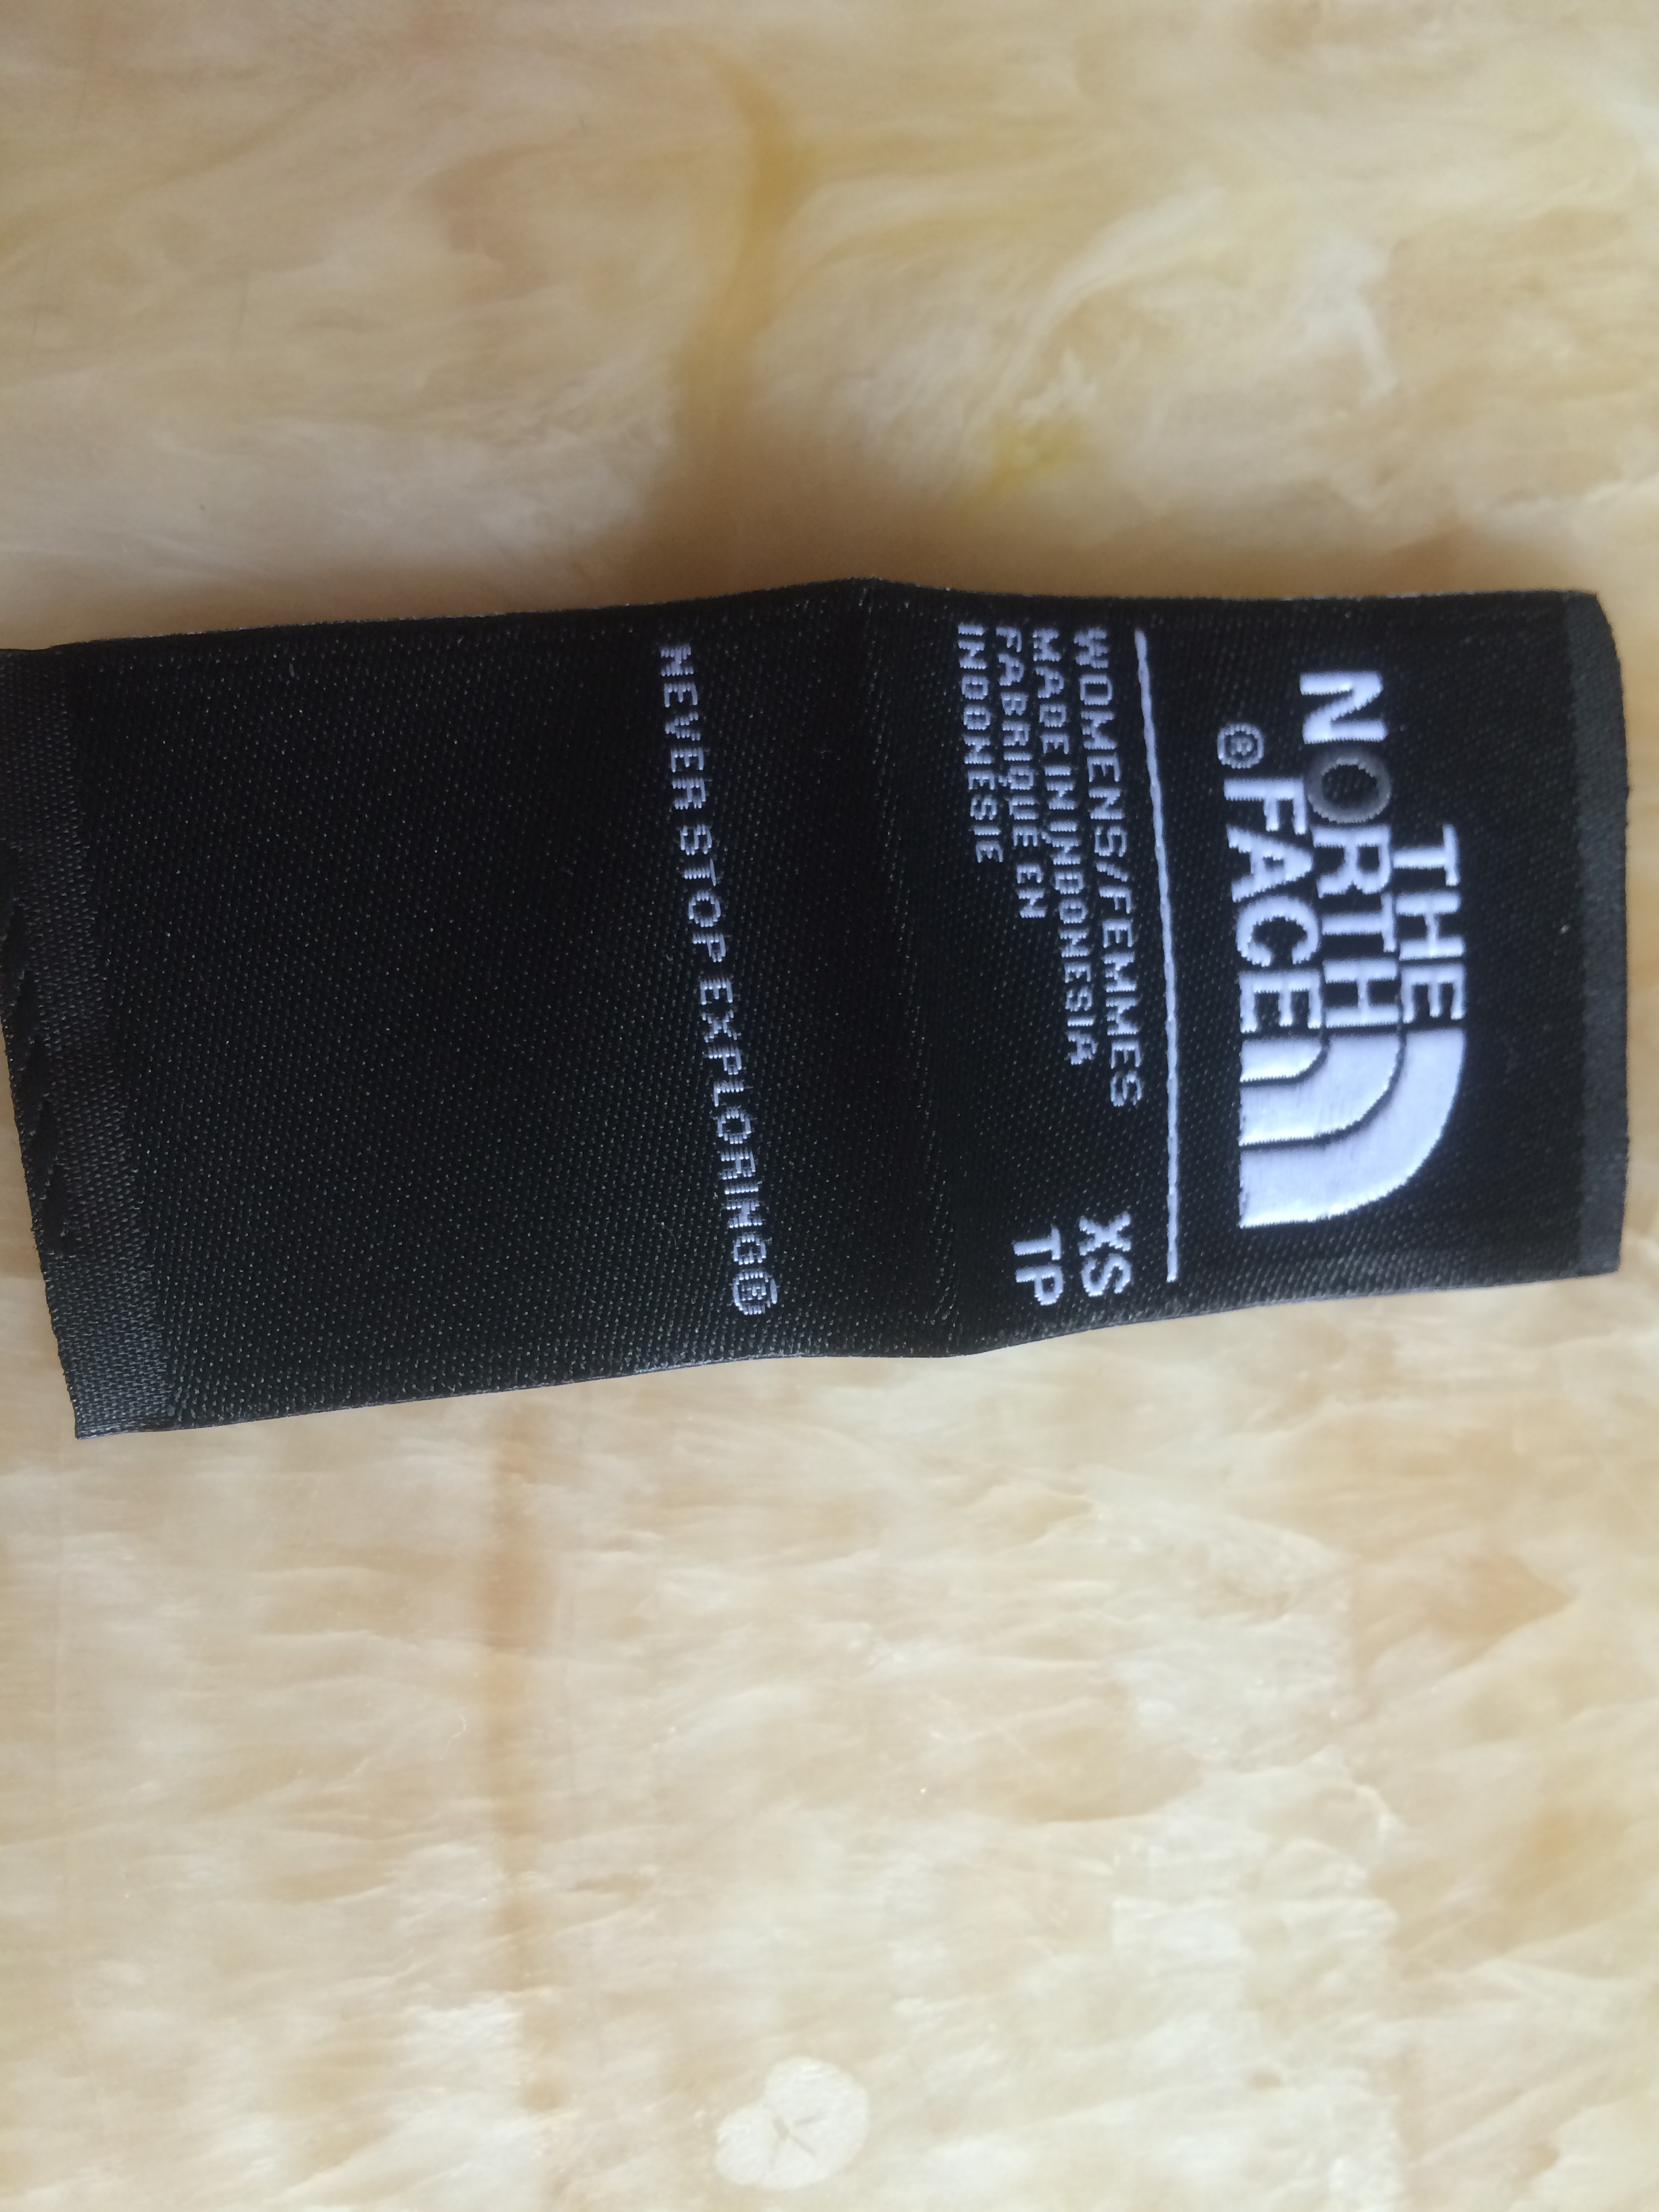 THE
NORTH
FACE®
WOMENS/FEMMES XS
MADE IN INDONESIA TP
FABRIQUE EN
INDONESIE
NEVER STOP EXPLORING®